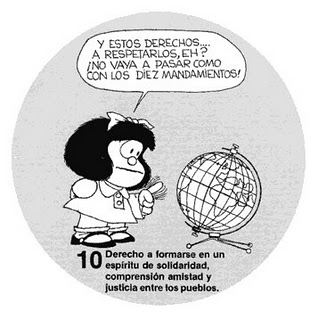 Y ESTOS DERECHOS....
A RESPETARLOS, EH?
¡NO VAYA A PASAR COMO
CON LOS DIEZ MANDAMIENTOS!
10 Derecho a formarse en un
espíritu de solidaridad,
comprensión amistad y
justicia entre los pueblos.